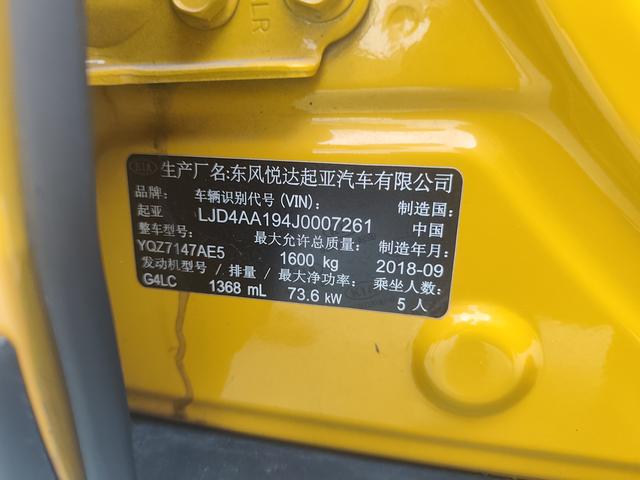 LR
KIA 生产厂名:东风悦达起亚汽车有限公司
品牌: 车辆识别代号(VIN): 制造国:
起亚 LJD4AA194J0007261 中国
整车型号: 最大允许总质量: 制造年月:
YQZ7147AE5 1600 kg 2018-09
发动机型号/排量/最大净功率: 乘坐人数:
G4LC 1368 mL 73.6 kW 5 人